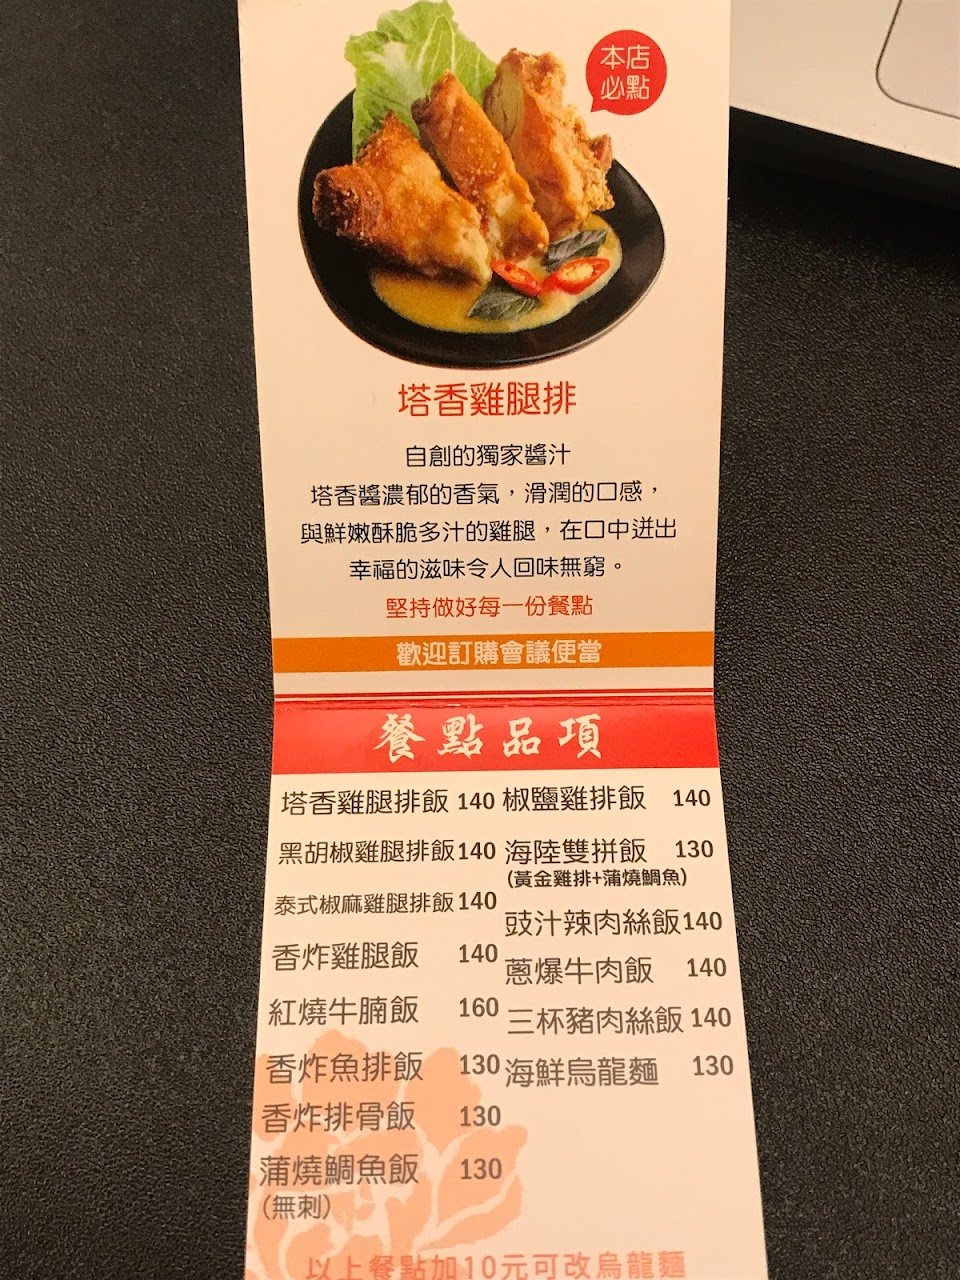 本店
必點
塔香雞腿排
自創的獨家醬汁
塔香醬濃郁的香氣，滑潤的口感，
與鮮嫩酥脆多汁的雞腿，在口中迸出
幸福的滋味令人回味無窮。
堅持做好每一份餐點
歡迎訂購會議便當
餐點品項
塔香雞腿排飯 140
黑胡椒雞腿排飯 140
泰式椒麻雞腿排飯 140
香炸雞腿飯 140
紅燒牛腩飯 160
香炸魚排飯 130
香炸排骨飯 130
蒲燒鯛魚飯 130
(無刺)
椒鹽雞排飯 140
海陸雙拼飯 130
(黃金雞排+蒲燒鯛魚)
豉汁辣肉絲飯 140
蔥爆牛肉飯 140
三杯豬肉絲飯 140
海鮮烏龍麵 130
以上餐點加10元可改烏龍麵